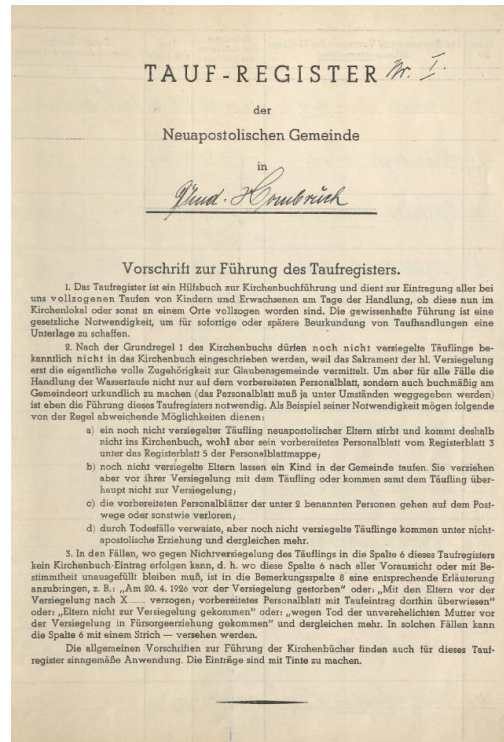 TAUF-REGISTER Nr. I.
der
Neuapostolischen Gemeinde
in
Dtmd.-Hombruch
Vorschrift zur Führung des Taufregisters.
1. Das Taufregister ist ein Hilfsbuch zur Kirchenbuchführung und dient zur Eintragung aller bei
uns vollzogenen Taufen von Kindern und Erwachsenen am Tage der Handlung, ob diese nun im
Kirchenlokal oder sonst an einem Orte vollzogen worden sind. Die gewissenhafte Führung ist eine
gesetzliche Notwendigkeit, um für sofortige oder spätere Beurkundung von Taufhandlungen eine
Unterlage zu schaffen.
2. Nach der Grundregel 1 des Kirchenbuchs dürfen noch nicht versiegelte Täuflinge be-
kanntlich nicht in das Kirchenbuch eingeschrieben werden, weil das Sakrament der hl. Versiegelung
erst die eigentliche volle Zugehörigkeit zur Glaubensgemeinde vermittelt. Um aber für alle Fälle die
Handlung der Wassertaufe nicht nur auf dem vorbereiteten Personalblatt, sondern auch buchmäßig am
Gemeindeort urkundlich zu machen (das Personalblatt muß ja unter Umständen weggegeben werden)
ist eben die Führung dieses Taufregisters notwendig. Als Beispiel seiner Notwendigkeit mögen folgende
von der Regel abweichende Möglichkeiten dienen:
a) ein noch nicht versiegelter Täufling neuapostolischer Eltern stirbt und kommt deshalb
nicht ins Kirchenbuch, wohl aber sein vorbereitetes Personalblatt vom Registerblatt 3
unter das Registerblatt 5 der Personalblattmappe;
b) noch nicht versiegelte Eltern lassen ein Kind in der Gemeinde taufen. Sie verziehen
aber vor ihrer Versiegelung mit dem Täufling oder kommen samt dem Täufling über-
haupt nicht zur Versiegelung;
c) die vorbereiteten Personalblätter der unter 2 benannten Personen gehen auf dem Post-
wege oder sonstwie verloren;
d) durch Todesfälle verwaiste, aber noch nicht versiegelte Täuflinge kommen unter nicht-
apostolische Erziehung und dergleichen mehr.
3. In den Fällen, wo gegen Nichtversiegelung des Täuflings in die Spalte 6 dieses Taufregisters
kein Kirchenbuch-Eintrag erfolgen kann, d. h. wo diese Spalte 6 nach aller Voraussicht oder mit Be-
stimmtheit unausgefüllt bleiben muß, ist in die Bemerkungsspalte 8 eine entsprechende Erläuterung
anzubringen, z. B.: „Am 20. 4. 1926 vor der Versiegelung gestorben" oder: „Mit den Eltern vor der
Versiegelung nach X ..... verzogen; vorbereitetes Personalblatt mit Taufeintrag dorthin überwiesen"
oder: „Eltern nicht zur Versiegelung gekommen" oder: „wegen Tod der unverehelichten Mutter vor
der Versiegelung in Fürsorgeerziehung gekommen" und dergleichen mehr. In solchen Fällen kann
die Spalte 6 mit einem Strich — versehen werden.
Die allgemeinen Vorschriften zur Führung der Kirchenbücher finden auch für dieses Tauf-
register sinngemäße Anwendung. Die Einträge sind mit Tinte zu machen.